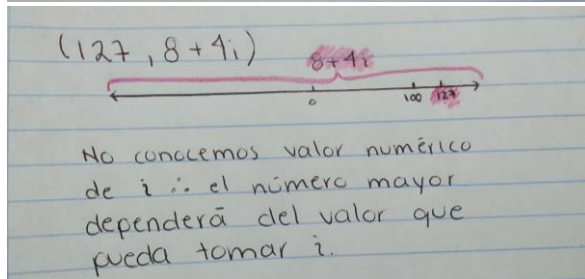 (127, 8+4i)
8+4i
0 100 127
No conocemos valor numérico
de i ∴ el número mayor
dependerá del valor que
pueda tomar i.